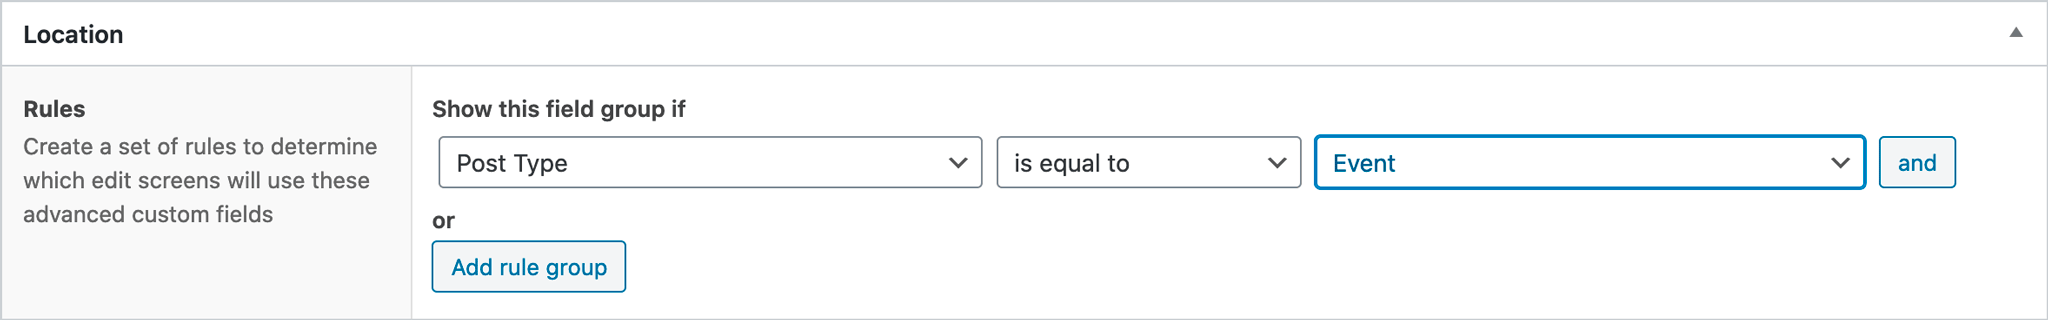 Location
Rules
Create a set of rules to determine
which edit screens will use these
advanced custom fields
Show this field group if
Post Type is equal to Event and
or
Add rule group